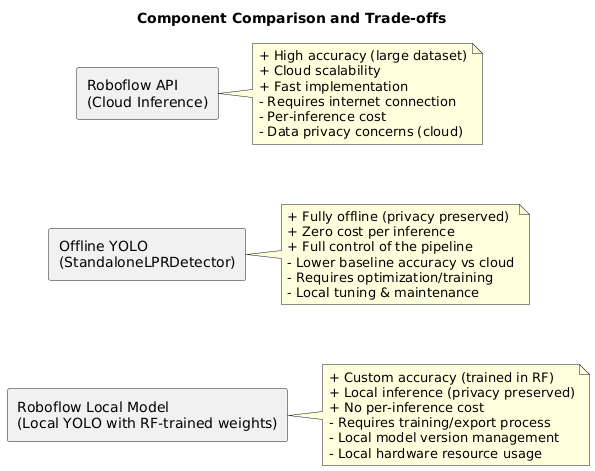 Component Comparison and Trade-offs
Roboflow API
(Cloud Inference)
+ High accuracy (large dataset)
+ Cloud scalability
+ Fast implementation
- Requires internet connection
- Per-inference cost
- Data privacy concerns (cloud)
Offline YOLO
(StandaloneLPRDetector)
+ Fully offline (privacy preserved)
+ Zero cost per inference
+ Full control of the pipeline
- Lower baseline accuracy vs cloud
- Requires optimization/training
- Local tuning & maintenance
Roboflow Local Model
(Local YOLO with RF-trained weights)
+ Custom accuracy (trained in RF)
+ Local inference (privacy preserved)
+ No per-inference cost
- Requires training/export process
- Local model version management
- Local hardware resource usage